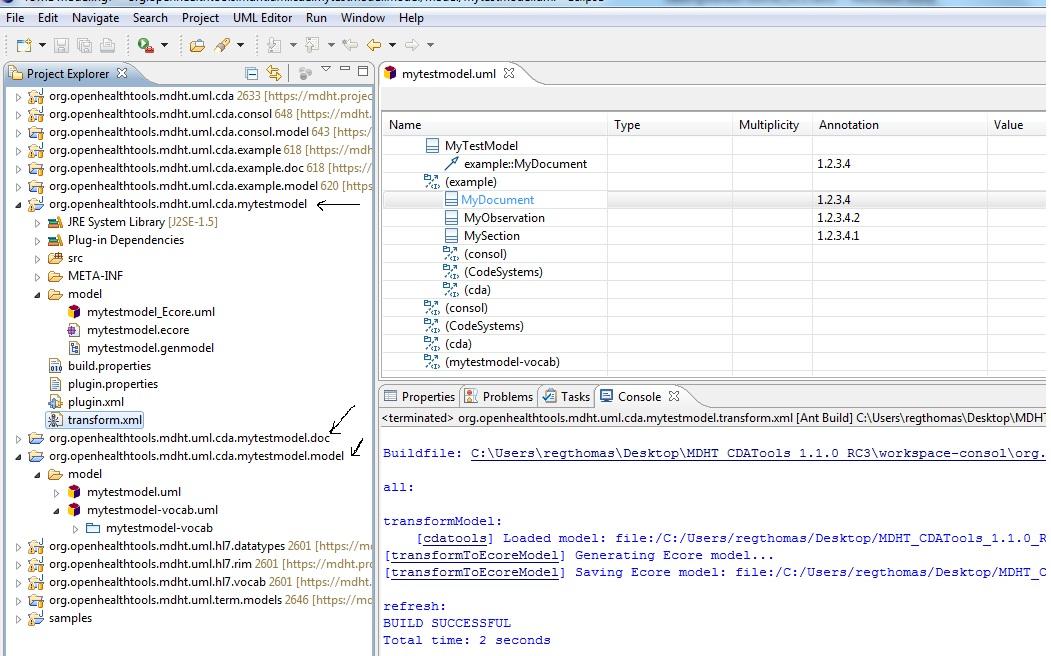 File Edit Navigate Search Project UML Editor Run Window Help
Project Explorer
org.openhealthtools.mdht.uml.cda 2633 [https://mdht.projec
org.openhealthtools.mdht.uml.cda.consol 648 [https://mdht.
org.openhealthtools.mdht.uml.cda.consol.model 643 [https:/
org.openhealthtools.mdht.uml.cda.example 618 [https://mdh
org.openhealthtools.mdht.uml.cda.example.doc 618 [https://
org.openhealthtools.mdht.uml.cda.example.model 620 [https
org.openhealthtools.mdht.uml.cda.mytestmodel
JRE System Library [J2SE-1.5]
Plug-in Dependencies
src
META-INF
model
mytestmodel_Ecore.uml
mytestmodel.ecore
mytestmodel.genmodel
build.properties
plugin.properties
plugin.xml
transform.xml
org.openhealthtools.mdht.uml.cda.mytestmodel.doc
org.openhealthtools.mdht.uml.cda.mytestmodel.model
model
mytestmodel.uml
mytestmodel-vocab.uml
mytestmodel-vocab
org.openhealthtools.mdht.uml.hl7.datatypes 2601 [https://m
org.openhealthtools.mdht.uml.hl7.rim 2601 [https://mdht.pro
org.openhealthtools.mdht.uml.hl7.vocab 2601 [https://mdht.
org.openhealthtools.mdht.uml.term.models 2646 [https://md
samples
mytestmodel.uml
Name Type Multiplicity Annotation Value
MyTestModel
example::MyDocument 1.2.3.4
(example)
MyDocument 1.2.3.4
MyObservation 1.2.3.4.2
MySection 1.2.3.4.1
(consol)
(CodeSystems)
(cda)
(consol)
(CodeSystems)
(cda)
(mytestmodel-vocab)
Properties Problems Tasks Console
<terminated> org.openhealthtools.mdht.uml.cda.mytestmodel.transform.xml [Ant Build] C:\Users\regthomas\Desktop\MDHT
Buildfile: C:\Users\regthomas\Desktop\MDHT_CDATools_1.1.0_RC3\workspace-consol\org.
all:
transformModel:
[cdatools] Loaded model: file:/C:/Users/regthomas/Desktop/MDHT_CDATools_1.1.0_R
[transformToEcoreModel] Generating Ecore model...
[transformToEcoreModel] Saving Ecore model: file:/C:/Users/regthomas/Desktop/MDHT_C
refresh:
BUILD SUCCESSFUL
Total time: 2 seconds